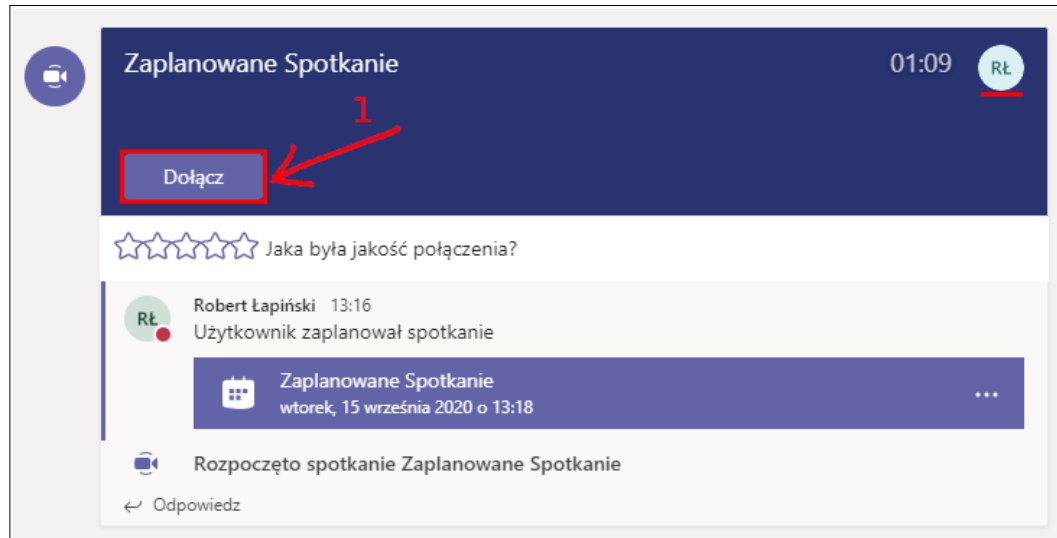 Zaplanowane Spotkanie 01:09 RŁ
1
Dołącz
Jaka była jakość połączenia?
RŁ Robert Łapiński 13:16
Użytkownik zaplanował spotkanie
Zaplanowane Spotkanie
wtorek, 15 września 2020 o 13:18
Rozpoczęto spotkanie Zaplanowane Spotkanie
Odpowiedz